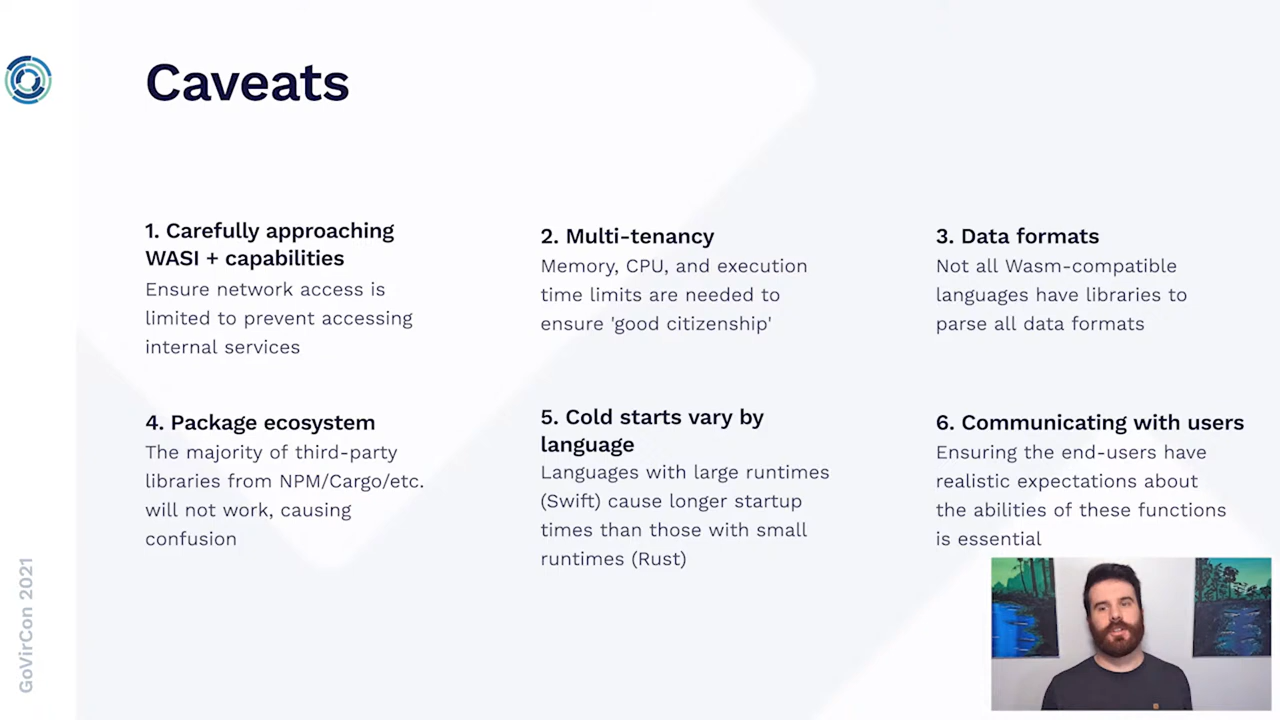 Caveats
1. Carefully approaching
WASI + capabilities
Ensure network access is
limited to prevent accessing
internal services
2. Multi-tenancy
Memory, CPU, and execution
time limits are needed to
ensure 'good citizenship'
3. Data formats
Not all Wasm-compatible
languages have libraries to
parse all data formats
4. Package ecosystem
The majority of third-party
libraries from NPM/Cargo/etc.
will not work, causing
confusion
5. Cold starts vary by
language
Languages with large runtimes
(Swift) cause longer startup
times than those with small
runtimes (Rust)
6. Communicating with users
Ensuring the end-users have
realistic expectations about
the abilities of these functions
is essential
GoVirCon 2021